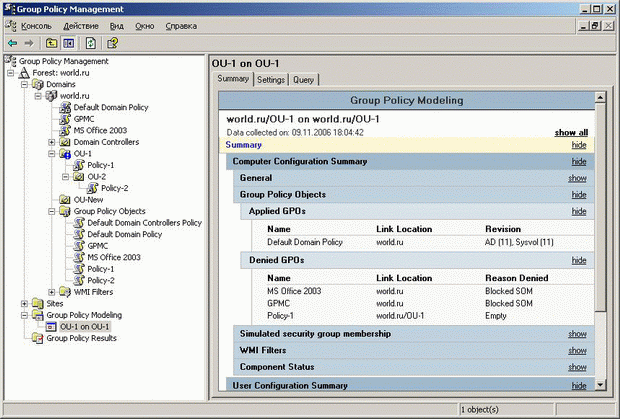 Group Policy Management
Консоль Действие Вид Окно Справка
Group Policy Management
Forest: world.ru
Domains
world.ru
Default Domain Policy
GPMC
MS Office 2003
Domain Controllers
OU-1
Policy-1
OU-2
Policy-2
OU-New
Group Policy Objects
Default Domain Controllers Policy
Default Domain Policy
GPMC
MS Office 2003
Policy-1
Policy-2
WMI Filters
Sites
Group Policy Modeling
OU-1 on OU-1
Group Policy Results
OU-1 on OU-1
Summary Settings Query
Group Policy Modeling
world.ru/OU-1 on world.ru/OU-1
Data collected on: 09.11.2006 18:04:42 show all
Summary hide
Computer Configuration Summary hide
General show
Group Policy Objects hide
Applied GPOs hide
Name Link Location Revision
Default Domain Policy world.ru AD (11), Sysvol (11)
Denied GPOs hide
Name Link Location Reason Denied
MS Office 2003 world.ru Blocked SOM
GPMC world.ru Blocked SOM
Policy-1 world.ru/OU-1 Empty
Simulated security group membership show
WMI Filters show
Component Status show
User Configuration Summary hide
1 object(s)